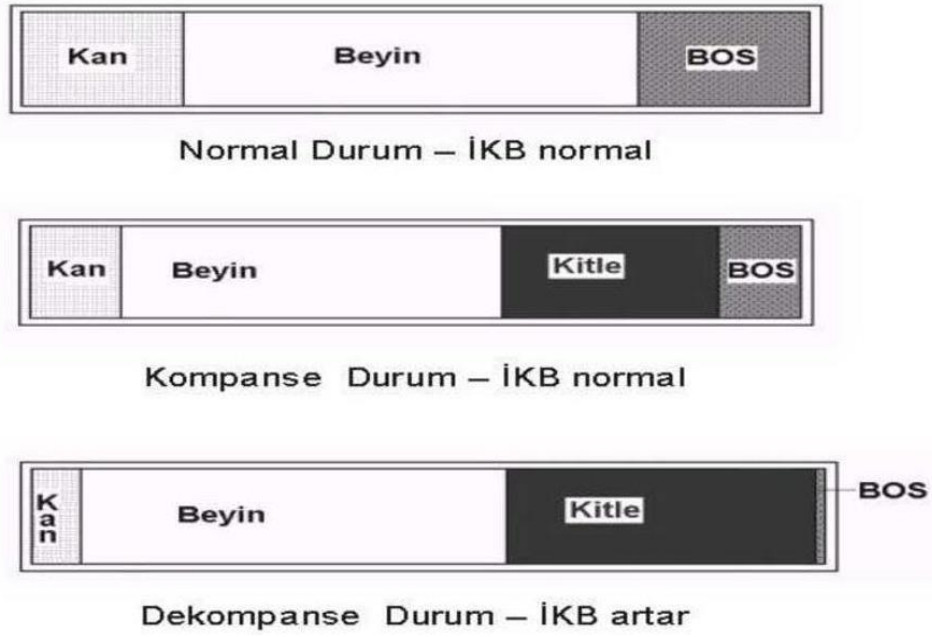 Kan Beyin BOS
Normal Durum – İKB normal
Kan Beyin Kitle BOS
Kompanse Durum – İKB normal
Kan Beyin Kitle BOS
Dekompanse Durum – İKB artar